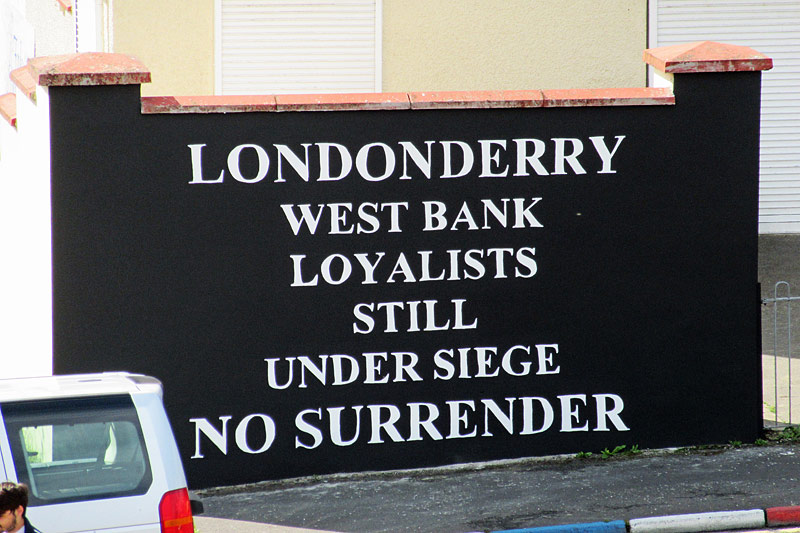 LONDONDERRY
WEST BANK
LOYALISTS
STILL
UNDER SIEGE
NO SURRENDER